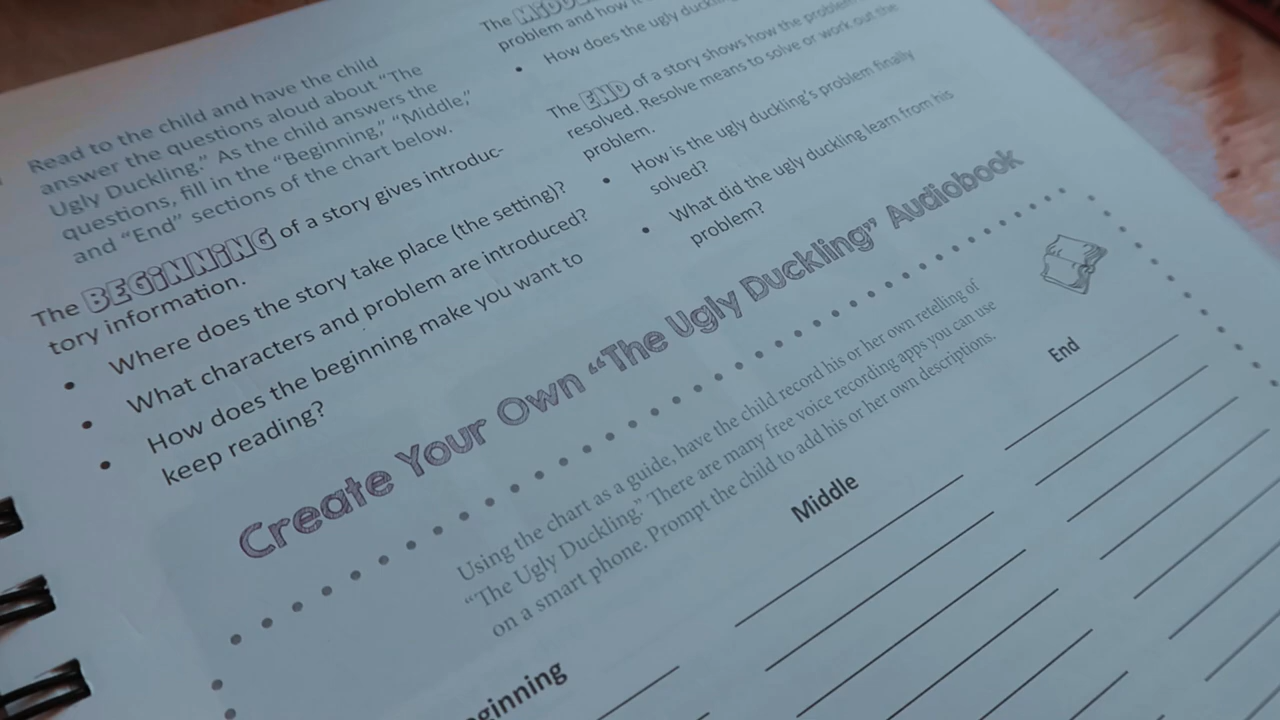 Read to the child and have the child
answer the questions aloud about “The
Ugly Duckling.” As the child answers the
questions, fill in the “Beginning,” “Middle,”
and “End” sections of the chart below.
The BEGiNNiNG of a story gives introduc-
tory information.
• Where does the story take place (the setting)?
• What characters and problem are introduced?
• How does the beginning make you want to
keep reading?
The
problem and how it
• How does the ugly duckling
The END of a story shows how the problem
resolved. Resolve means to solve or work out the
problem.
• How is the ugly duckling’s problem finally
solved?
• What did the ugly duckling learn from his
problem?
Create Your Own “The Ugly Duckling” Audiobook
Using the chart as a guide, have the child record his or her own retelling of
“The Ugly Duckling.” There are many free voice recording apps you can use
on a smart phone. Prompt the child to add his or her own descriptions.
ginning
Middle
End